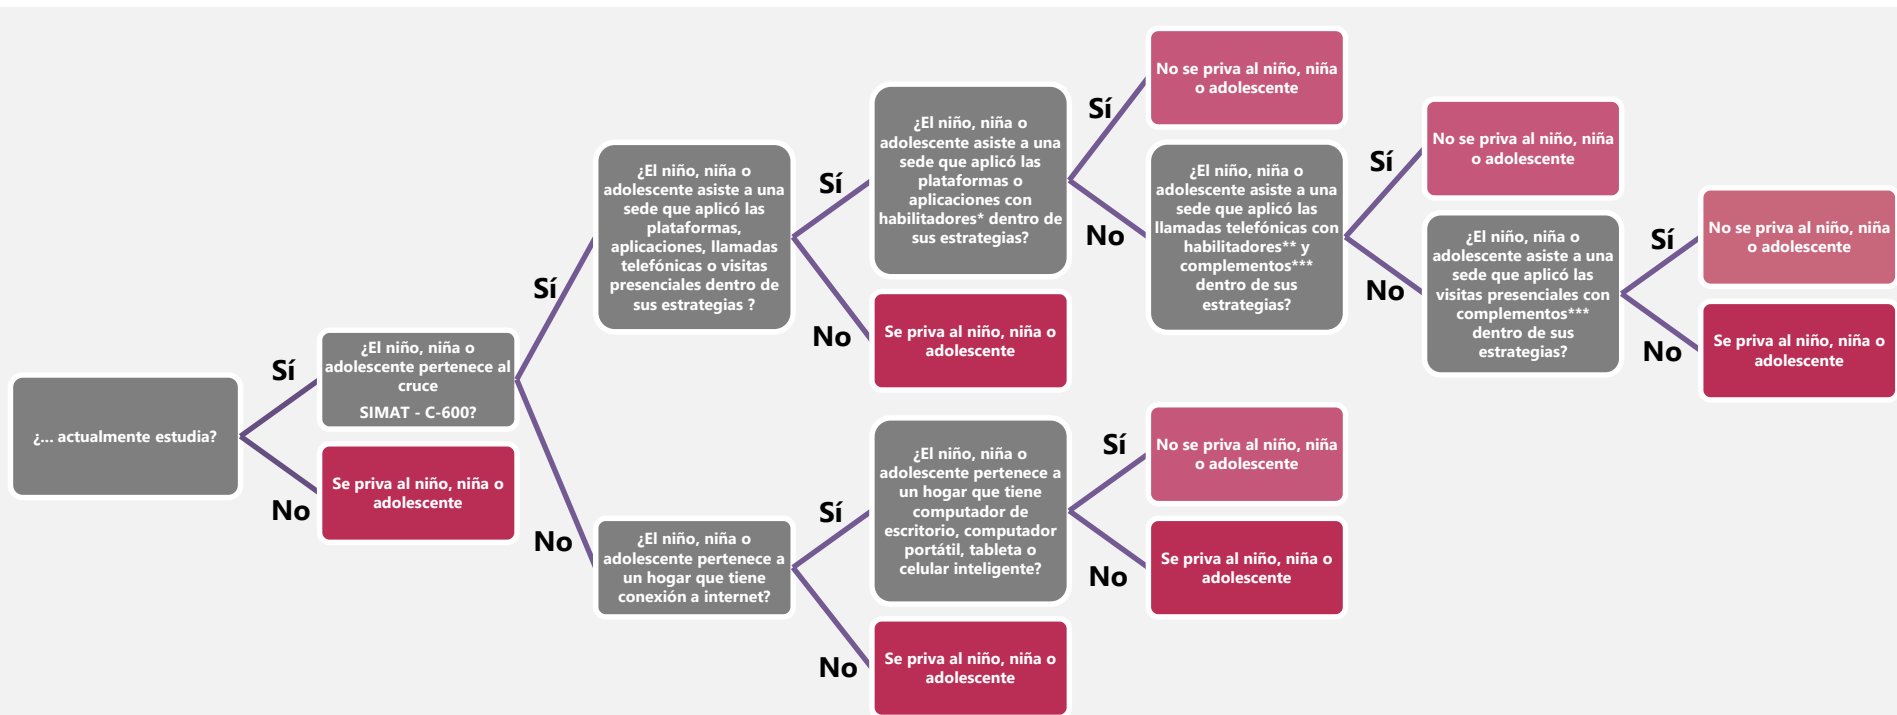 ¿... actualmente estudia?
Sí
No
¿El niño, niña o
adolescente pertenece al
cruce
SIMAT - C-600?
Se priva al niño, niña o
adolescente
Sí
No
¿El niño, niña o
adolescente asiste a una
sede que aplicó las
plataformas,
aplicaciones, llamadas
telefónicas o visitas
presenciales dentro de
sus estrategias ?
Sí
No
¿El niño, niña o
adolescente asiste a una
sede que aplicó las
plataformas o
aplicaciones con
habilitadores* dentro de
sus estrategias?
Se priva al niño, niña o
adolescente
Sí
No
No se priva al niño, niña
o adolescente
¿El niño, niña o
adolescente asiste a una
sede que aplicó las
llamadas telefónicas con
habilitadores** y
complementos***
dentro de sus
estrategias?
Sí
No
No se priva al niño, niña
o adolescente
¿El niño, niña o
adolescente asiste a una
sede que aplicó las
visitas presenciales con
complementos***
dentro de sus
estrategias?
Sí
No
No se priva al niño, niña
o adolescente
Se priva al niño, niña o
adolescente
¿El niño, niña o
adolescente pertenece a
un hogar que tiene
conexión a internet?
Sí
No
¿El niño, niña o
adolescente pertenece a
un hogar que tiene
computador de
escritorio, computador
portátil, tableta o
celular inteligente?
Se priva al niño, niña o
adolescente
Sí
No
No se priva al niño, niña
o adolescente
Se priva al niño, niña o
adolescente